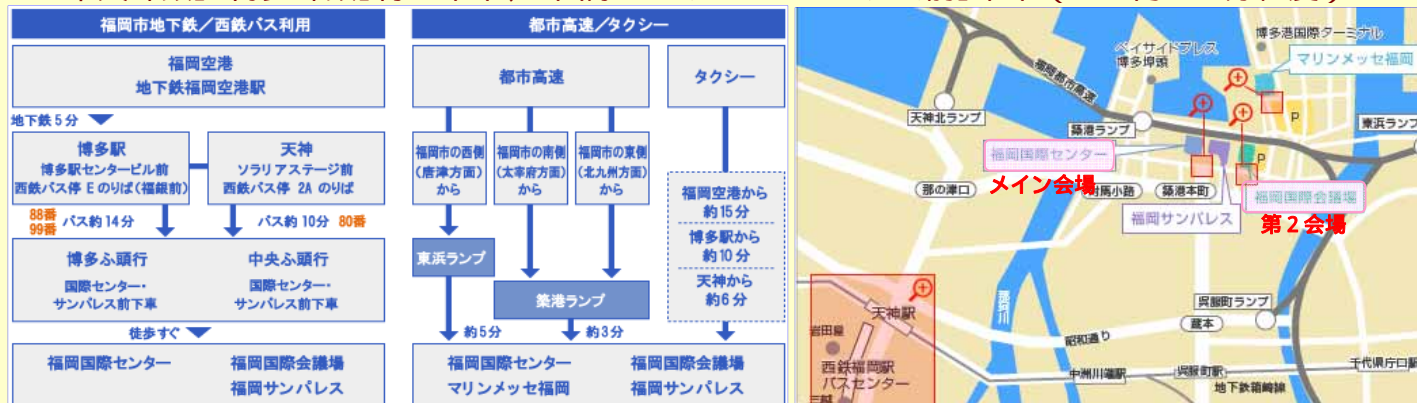 福岡市地下鉄／西鉄バス利用
福岡空港
地下鉄福岡空港駅
地下鉄5分
博多駅
博多駅センタービル前
西鉄バス停 Eのりば(福銀前)
天神
ソラリアステージ前
西鉄バス停 2A のりば
88番
99番
バス約14分
バス約10分 80番
博多ふ頭行
国際センター・
サンパレス前下車
中央ふ頭行
国際センター・
サンパレス前下車
徒歩すぐ
福岡国際センター
福岡国際会議場
福岡サンパレス
都市高速／タクシー
都市高速
タクシー
福岡市の西側
(唐津方面)
から
福岡市の南側
(太宰府方面)
から
福岡市の東側
(北九州方面)
から
東浜ランプ
築港ランプ
約5分
約3分
福岡空港から
約15分
博多駅から
約10分
天神から
約6分
福岡国際センター
マリンメッセ福岡
福岡国際会議場
福岡サンパレス
博多港国際ターミナル
ベイサイドプレス
博多埠頭
マリンメッセ福岡
福岡都市高速
天神北ランプ
築港ランプ
P
東浜ランプ
福岡国際センター
メイン会場
P
那の津口
対馬小路
築港本町
福岡国際会議場
第2会場
福岡サンパレス
那珂川
呉服町ランプ
天神駅
蔵本
岩田屋
昭和通り
西鉄福岡駅
バスセンター
三越
中洲川端駅
呉服町駅
千代県庁口駅
地下鉄箱崎線